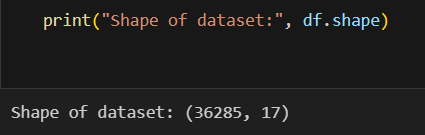 print("Shape of dataset:", df.shape)
Shape of dataset: (36285, 17)